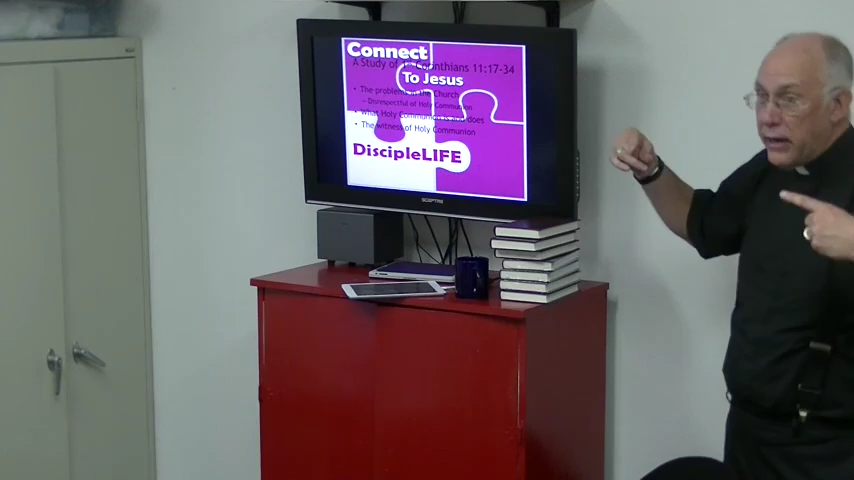 Connect
A Study of 1 Corinthians 11:17-34
To Jesus
• The problems in the Church
– Disrespectful of Holy Communion
• What Holy Communion is and does
• The witness of Holy Communion
DiscipleLIFE
SCEPTRE